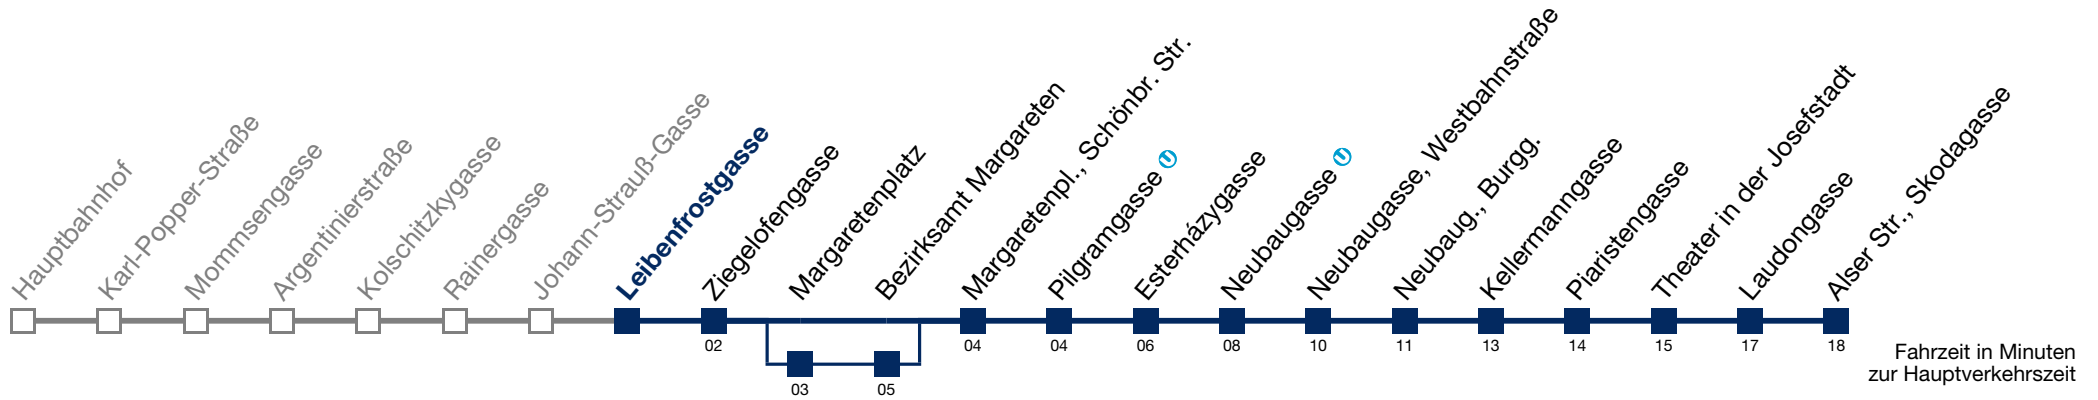 Hauptbahnhof
Karl-Popper-Straße
Mommsengasse
Argentinierstraße
Kolschitzkygasse
Rainergasse
Johann-Strauß-Gasse
Leibenfrostgasse
Ziegelofengasse
Margaretenplatz
Bezirksamt Margareten
Margaretenpl., Schönbr. Str.
Pilgramgasse U
Esterházygasse
Neubaugasse U
Neubaugasse, Westbahnstraße
Neubaug., Burgg.
Kellermanngasse
Piaristengasse
Theater in der Josefstadt
Laudongasse
Alser Str., Skodagasse
02 04 04 06 08 10 11 13 14 15 17 18
03 05
Fahrzeit in Minuten
zur Hauptverkehrszeit